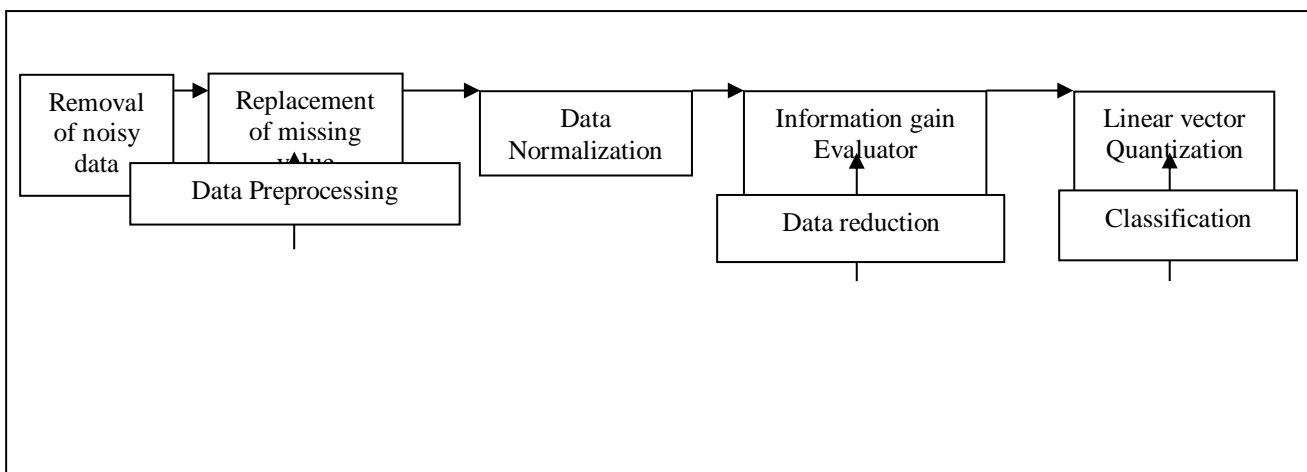 Removal
of noisy
data
Replacement
of missing
value
Data
Normalization
Information gain
Evaluator
Linear vector
Quantization
Data Preprocessing
Data reduction
Classification